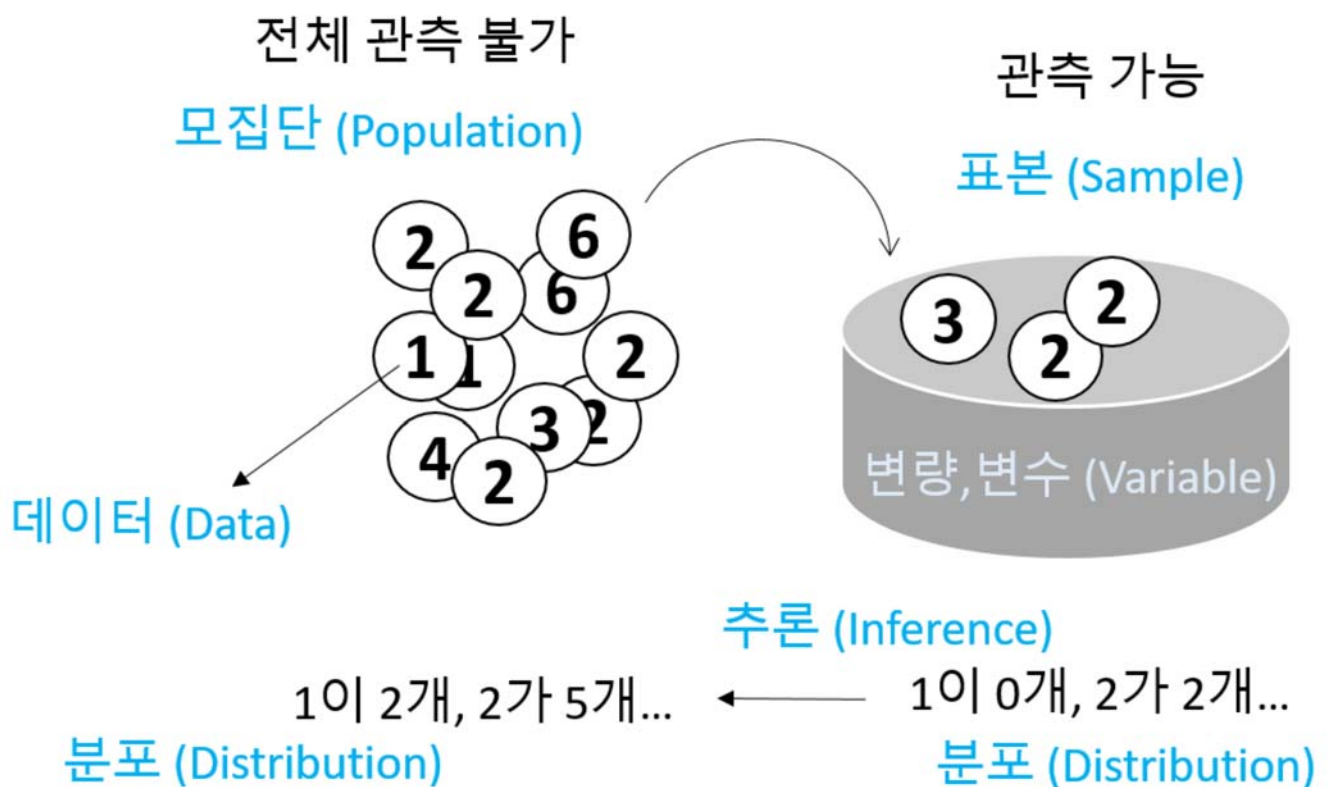 전체 관측 불가
모집단 (Population)
관측 가능
표본 (Sample)
2
6
2
6
1
1
2
3
2
4
2
3
2
2
변량,변수 (Variable)
데이터 (Data)
추론 (Inference)
1이 2개, 2가 5개...
1이 0개, 2가 2개...
분포 (Distribution)
분포 (Distribution)